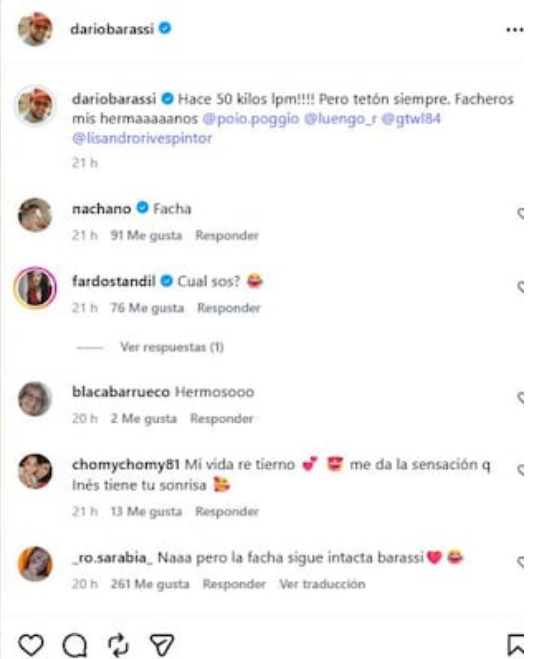 dariobarassi
dariobarassi Hace 50 kilos lpm!!!! Pero tetón siempre. Facheros
mis hermaaaaanos @poio.poggio @luengo_r @gtwl84
@lisandrorivespintor
21 h
nachano Facha
21 h 91 Me gusta Responder
fardostandil Cual sos? 😂
21 h 76 Me gusta Responder
Ver respuestas (1)
blacabarrueco Hermosooo
20 h 2 Me gusta Responder
chomychomy81 Mi vida re tierno 💕 😍 me da la sensación q
Inés tiene tu sonrisa 🥰
21 h 13 Me gusta Responder
_ro.sarabia_ Naaa pero la facha sigue intacta barassi❤️ 😂
20 h 261 Me gusta Responder Ver traducción